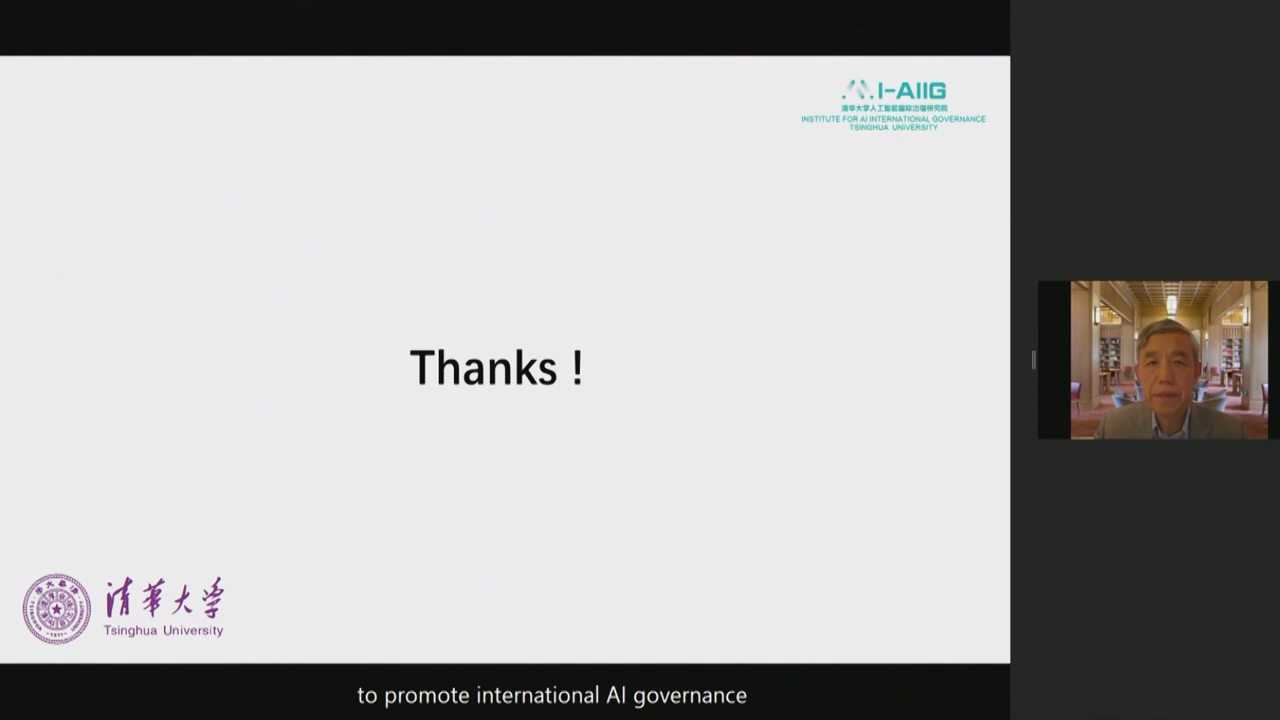 I-AIIG
清华大学人工智能国际治理研究院
INSTITUTE FOR AI INTERNATIONAL GOVERNANCE
TSINGHUA UNIVERSITY
Thanks !
清華大学
Tsinghua University
to promote international AI governance